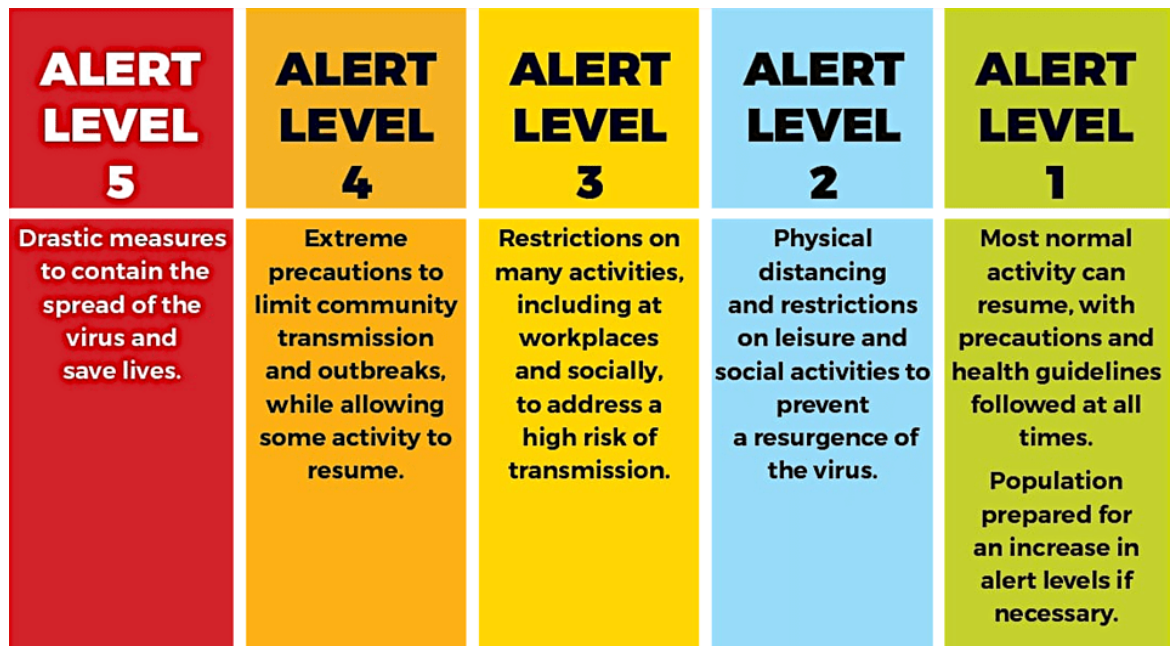 ALERT
LEVEL
5
Drastic measures
to contain the
spread of the
virus and
save lives.
ALERT
LEVEL
4
Extreme
precautions to
limit community
transmission
and outbreaks,
while allowing
some activity to
resume.
ALERT
LEVEL
3
Restrictions on
many activities,
including at
workplaces
and socially,
to address a
high risk of
transmission.
ALERT
LEVEL
2
Physical
distancing
and restrictions
on leisure and
social activities to
prevent
a resurgence of
the virus.
ALERT
LEVEL
1
Most normal
activity can
resume, with
precautions and
health guidelines
followed at all
times.
Population
prepared for
an increase in
alert levels if
necessary.